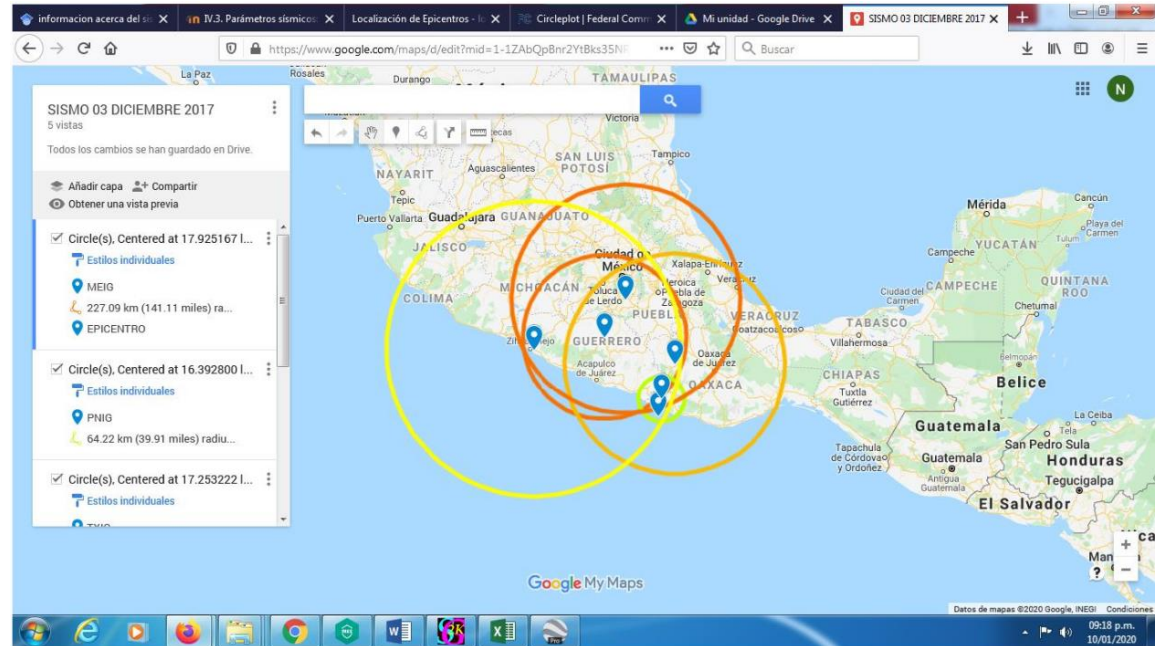 informacion acerca del sis
IV.3. Parámetros sísmicos
Localización de Epicentros - lo
Circleplot | Federal Comm
Mi unidad - Google Drive
SISMO 03 DICIEMBRE 2017
https://www.google.com/maps/d/edit?mid=1-1ZAbQpBnr2YtBks35N
Buscar
SISMO 03 DICIEMBRE 2017
5 vistas
Todos los cambios se han guardado en Drive.
Añadir capa
Compartir
Obtener una vista previa
Circle(s), Centered at 17.925167 l...
Estilos individuales
MEIG
227.09 km (141.11 miles) ra...
EPICENTRO
Circle(s), Centered at 16.392800 l...
Estilos individuales
PNIG
64.22 km (39.91 miles) radiu...
Circle(s), Centered at 17.253222 l...
Estilos individuales
N
La Paz
Rosales
Durango
TAMAULIPAS
Victoria
ecas
SAN LUIS
POTOSÍ
Tampico
Aguascalientes
NAYARIT
Tepic
Puerto Vallarta
Guadalajara
GUANAJUATO
JALISCO
Ciudad de
México
Xalapa-Enríquez
MICHOACÁN
Toluca
de Lerdo
Heroica
Puebla de
Zaragoza
Veracruz
COLIMA
PUEBLA
VERACRUZ
Coatzacoalcos
GUERRERO
Acapulco
de Juárez
Oaxaca
de Juárez
OAXACA
TABASCO
Villahermosa
CHIAPAS
Tuxtla
Gutiérrez
Tapachula
de Córdova
y Ordoñez
Mérida
Cancún
Playa del
Carmen
YUCATÁN
Tulum
Campeche
CAMPECHE
QUINTANA
ROO
Ciudad del
Carmen
Chetumal
Belmopán
Belice
Guatemala
La Ceiba
Tela
San Pedro Sula
Honduras
Guatemala
Antigua
Guatemala
Tegucigalpa
El Salvador
Google My Maps
Datos de mapas ©2020 Google, INEGI
Condiciones
09:18 p.m.
10/01/2020